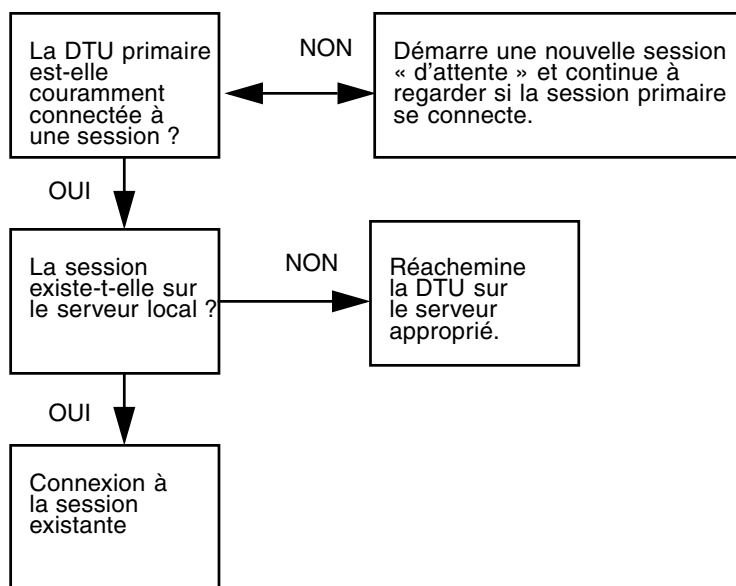 La DTU primaire
est-elle
couramment
connectée à
une session ?
NON
Démarre une nouvelle session
« d'attente » et continue à
regarder si la session primaire
se connecte.
OUI
La session
existe-t-elle sur
le serveur local ?
NON
Réachemine
la DTU sur
le serveur
approprié.
OUI
Connexion à
la session
existante